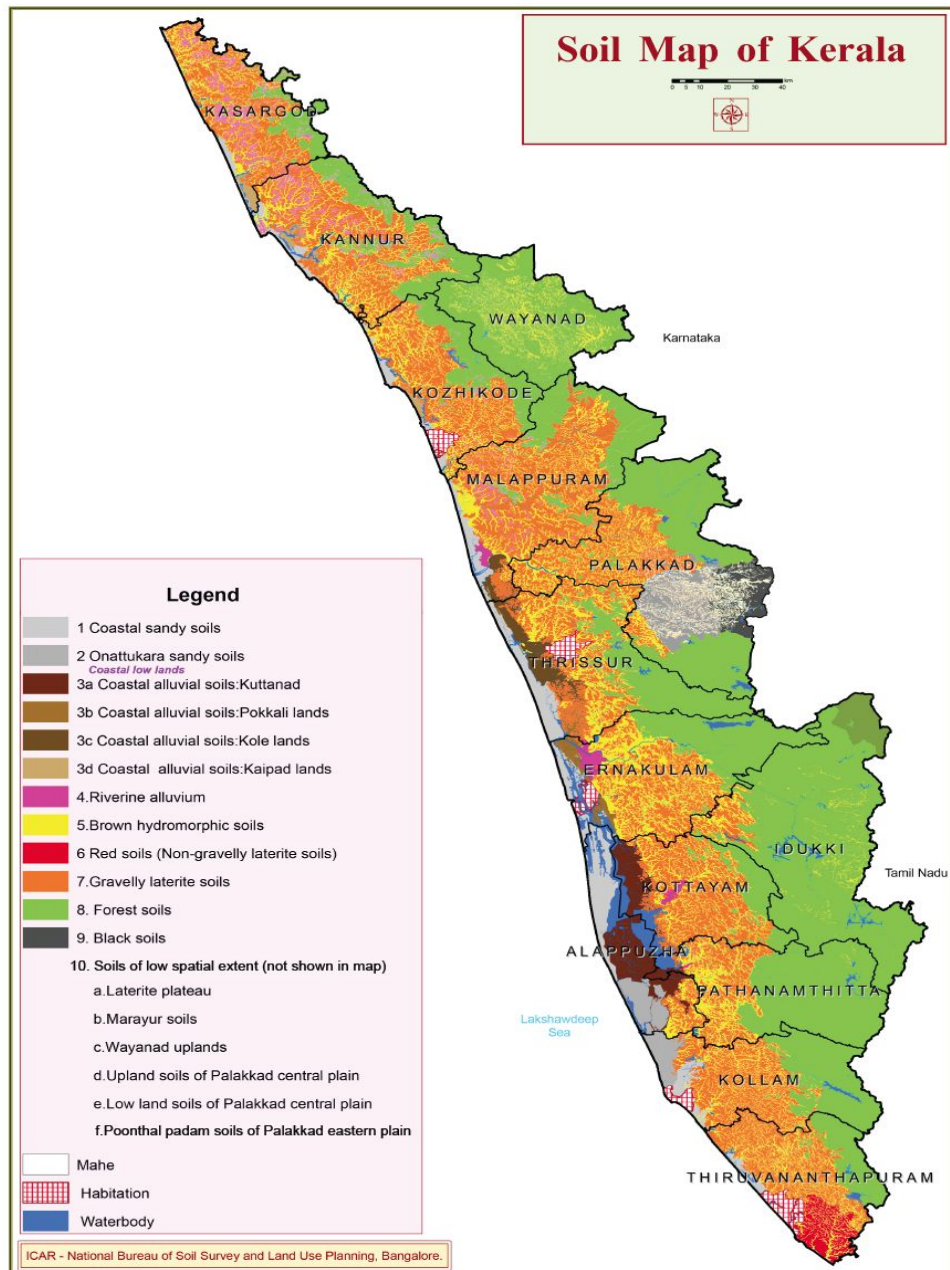 Soil Map of Kerala
0 5 10 20 30 40 km
N
W E
S
KASARGOD
KANNUR
WAYANAD
Karnataka
KOZHIKODE
MALAPPURAM
PALAKKAD
THRISSUR
ERNAKULAM
IDUKKI
Tamil Nadu
KOTTAYAM
ALAPPUZHA
PATHANAMTHITTA
Lakshawdeep
Sea
KOLLAM
THIRUVANANTHAPURAM
Legend
1 Coastal sandy soils
2 Onattukara sandy soils
Coastal low lands
3a Coastal alluvial soils:Kuttanad
3b Coastal alluvial soils:Pokkali lands
3c Coastal alluvial soils:Kole lands
3d Coastal alluvial soils:Kaipad lands
4.Riverine alluvium
5.Brown hydromorphic soils
6 Red soils (Non-gravelly laterite soils)
7.Gravelly laterite soils
8. Forest soils
9. Black soils
10. Soils of low spatial extent (not shown in map)
a.Laterite plateau
b.Marayur soils
c.Wayanad uplands
d.Upland soils of Palakkad central plain
e.Low land soils of Palakkad central plain
f.Poonthal padam soils of Palakkad eastern plain
Mahe
Habitation
Waterbody
ICAR - National Bureau of Soil Survey and Land Use Planning, Bangalore.